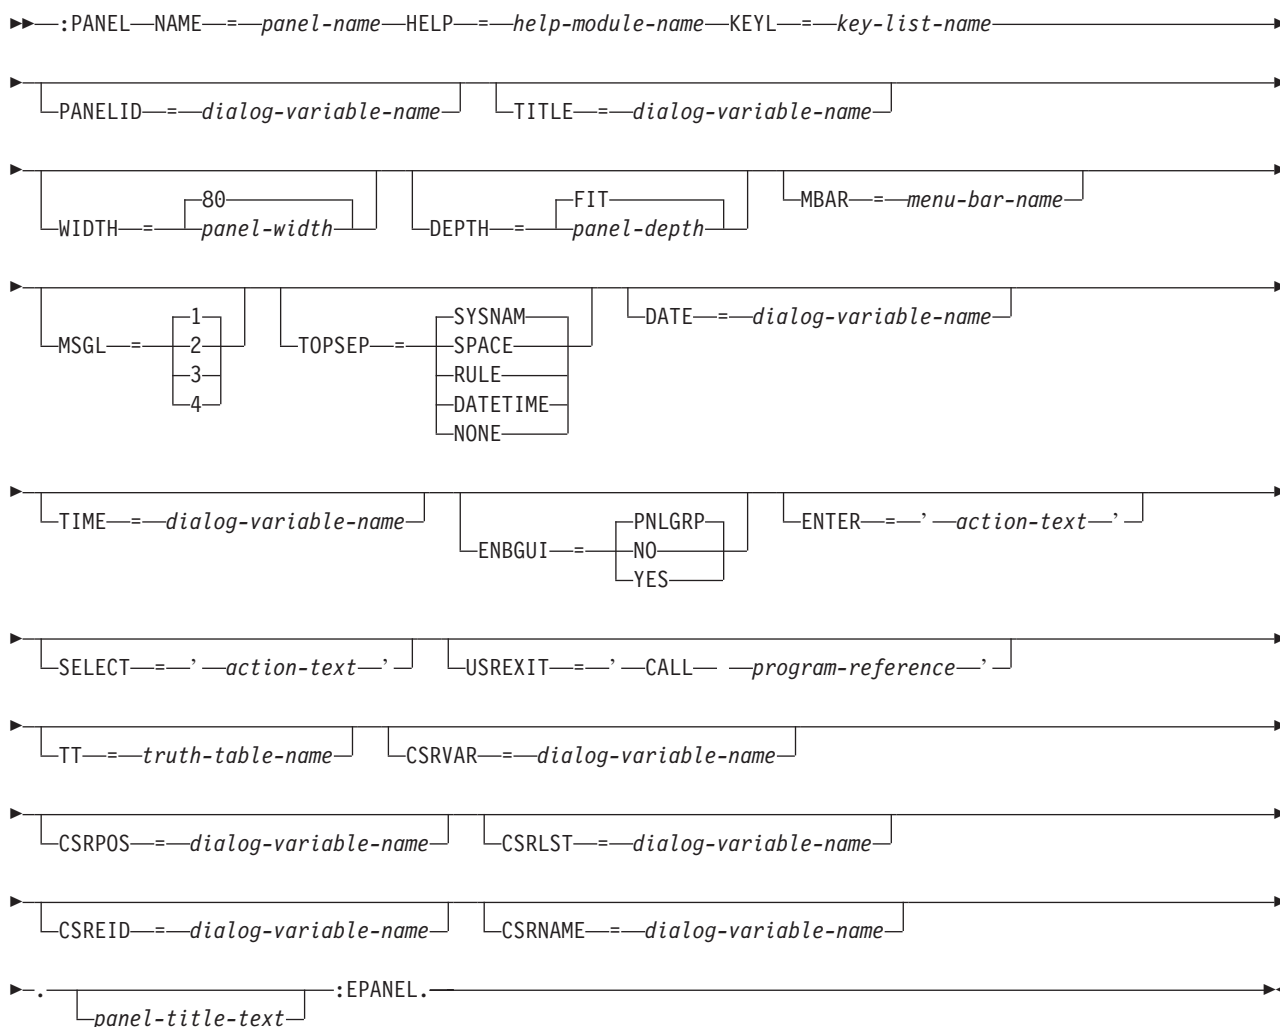 :PANEL NAME = panel-name HELP = help-module-name KEYL = key-list-name
PANELID = dialog-variable-name TITLE = dialog-variable-name
80 FIT MBAR = menu-bar-name
WIDTH = panel-width DEPTH = panel-depth
1 SYSNAM DATE = dialog-variable-name
MSGL = 2 TOPSEP = SPACE
3 RULE
4 DATETIME
NONE
TIME = dialog-variable-name PNLGRP ENTER = ' action-text '
ENBGUI = NO
YES
SELECT = ' action-text ' USREXIT = ' CALL program-reference '
TT = truth-table-name CSRVAR = dialog-variable-name
CSRPOS = dialog-variable-name CSRLST = dialog-variable-name
CSREID = dialog-variable-name CSRNAME = dialog-variable-name
. :EPANEL.
panel-title-text